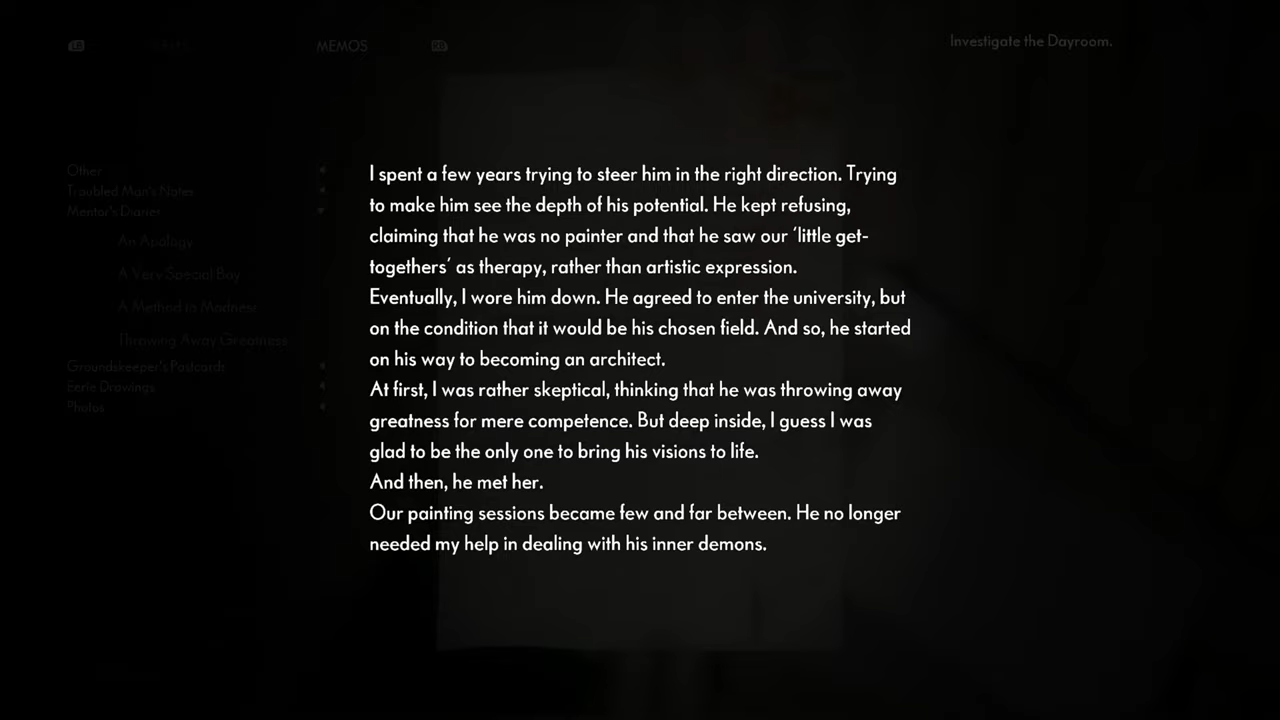 LB
MEMOS
RB
Investigate the Dayroom.
Other
Troubled Man's Notes
Mentor's Diaries
An Apology
A Very Special Boy
A Method to Madness
Throwing Away Greatness
Groundskeeper's Postcards
Eerie Drawings
Photos
I spent a few years trying to steer him in the right direction. Trying
to make him see the depth of his potential. He kept refusing,
claiming that he was no painter and that he saw our 'little get-
togethers' as therapy, rather than artistic expression.
Eventually, I wore him down. He agreed to enter the university, but
on the condition that it would be his chosen field. And so, he started
on his way to becoming an architect.
At first, I was rather skeptical, thinking that he was throwing away
greatness for mere competence. But deep inside, I guess I was
glad to be the only one to bring his visions to life.
And then, he met her.
Our painting sessions became few and far between. He no longer
needed my help in dealing with his inner demons.